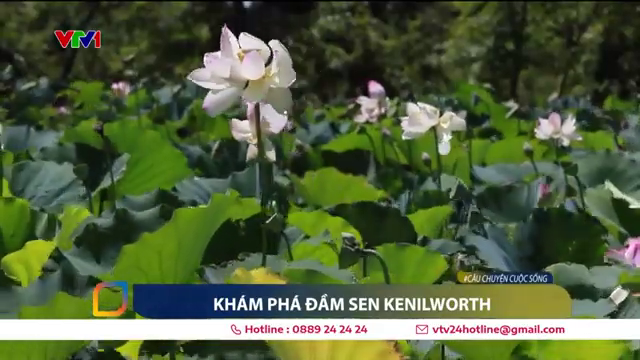 VTV1
#CÂU CHUYỆN CUỘC SỐNG
KHÁM PHÁ ĐẦM SEN KENILWORTH
Hotline : 0889 24 24 24
vtv24hotline@gmail.com